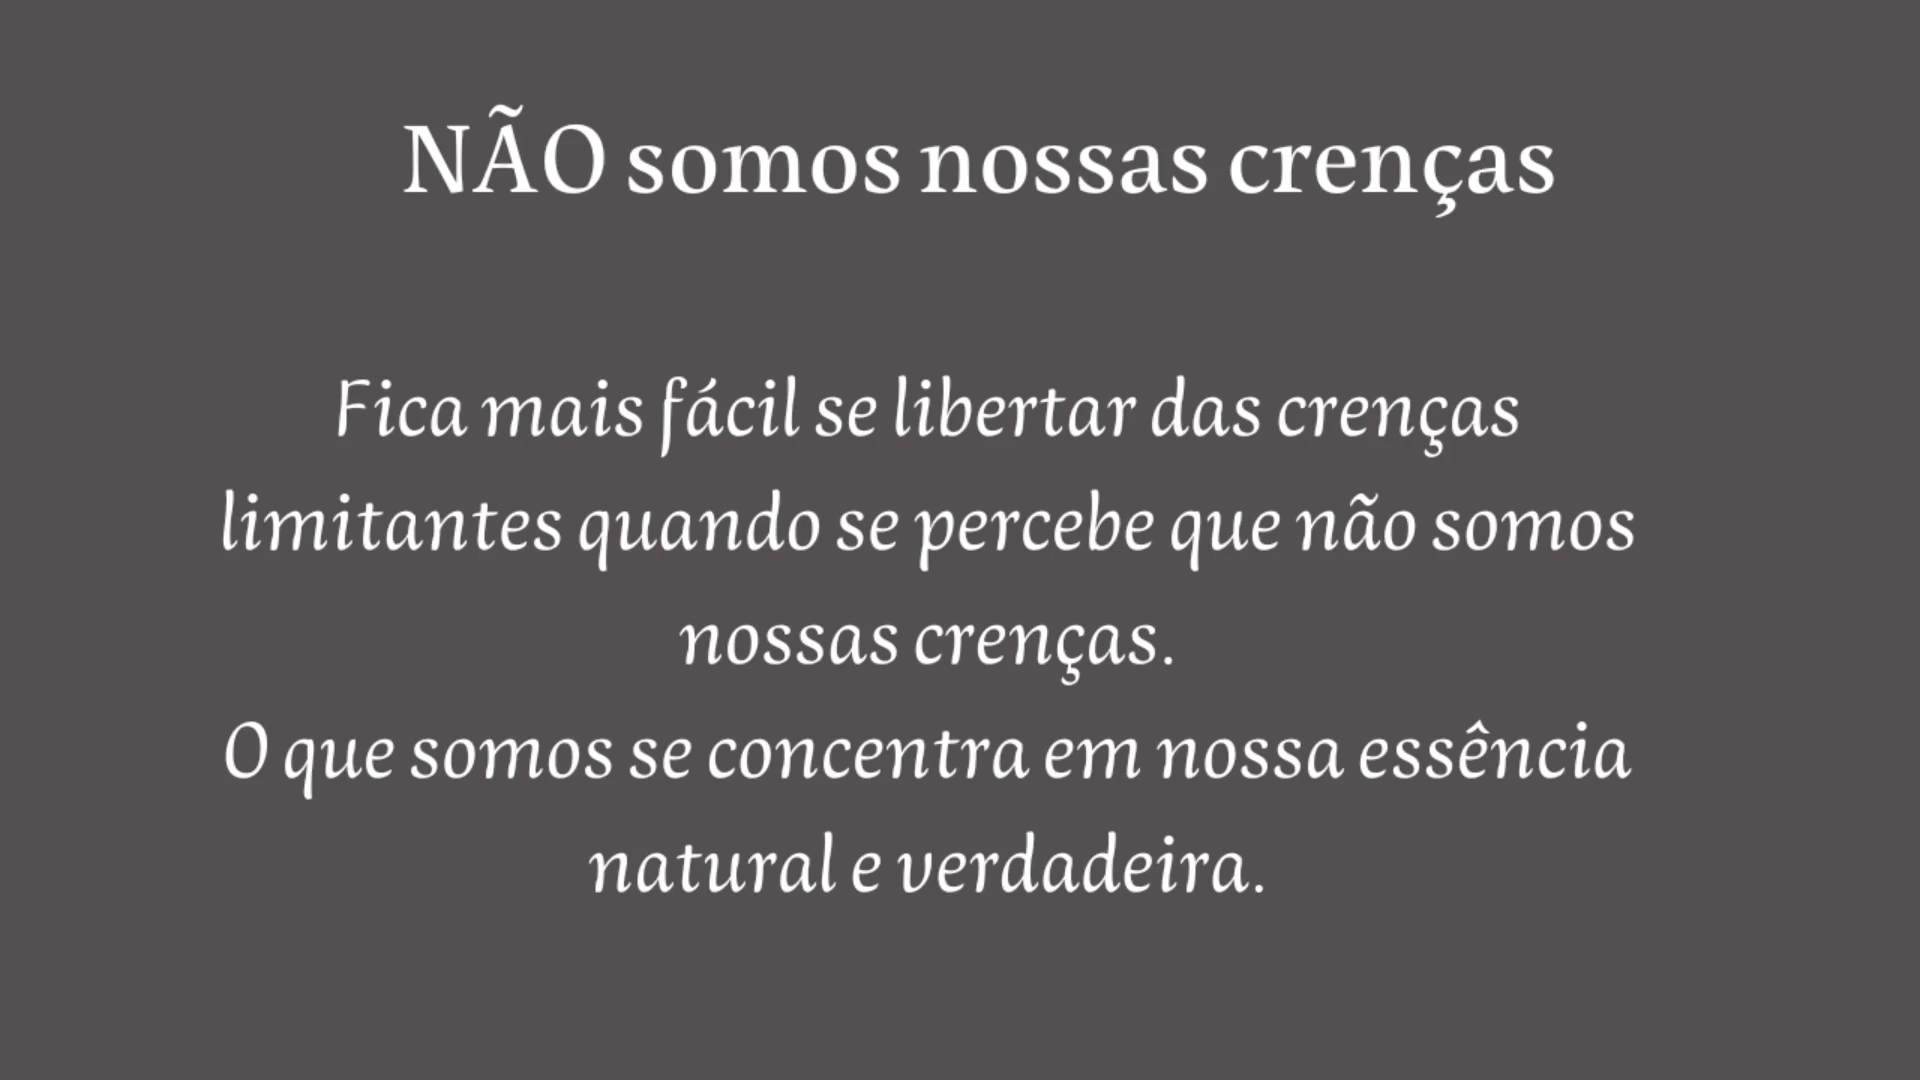 NÃO somos nossas crenças
Fica mais fácil se libertar das crenças
limitantes quando se percebe que não somos
nossas crenças.
O que somos se concentra em nossa essência
natural e verdadeira.